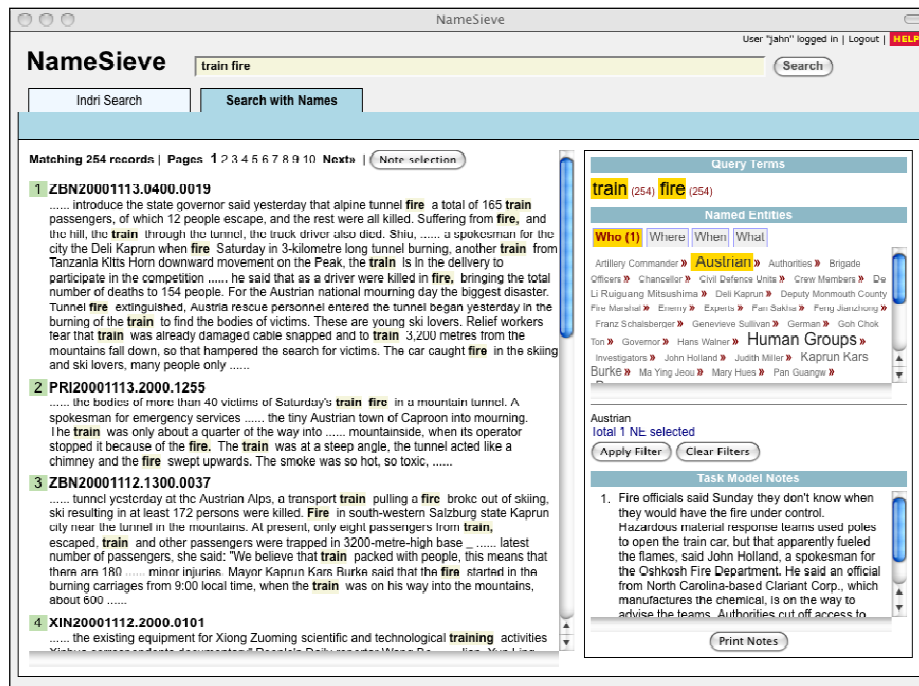 NameSieve
User "jahn" logged in | Logout | HELP
NameSieve
train fire
Search
Indri Search
Search with Names
Matching 254 records | Pages 1 2 3 4 5 6 7 8 9 10 Next» | Note selection
1 ZBN20001113.0400.0019
...... introduce the state governor said yesterday that alpine tunnel fire a total of 165 train
passengers, of which 12 people escape, and the rest were all killed. Suffering from fire, and
the hill, the train through the tunnel, the truck driver also died. Shiu, ...... a spokesman for the
city the Deli Kaprun when fire Saturday in 3-kilometre long tunnel burning, another train from
Tanzania Kitts Horn downward movement on the Peak, the train is in the delivery to
participate in the competition ...... he said that as a driver were killed in fire, bringing the total
number of deaths to 154 people. For the Austrian national mourning day the biggest disaster.
Tunnel fire extinguished, Austria rescue personnel entered the tunnel began yesterday in the
burning of the train to find the bodies of victims. These are young ski lovers. Relief workers
fear that train was already damaged cable snapped and to train 3,200 metres from the
mountains fall down, so that hampered the search for victims. The car caught fire in the skiing
and ski lovers, many people only ......
2 PRI20001113.2000.1255
...... the bodies of more than 40 victims of Saturday's train fire in a mountain tunnel. A
spokesman for emergency services ...... the tiny Austrian town of Caproon into mourning.
The train was only about a quarter of the way into ...... mountainside, when its operator
stopped it because of the fire. The train was at a steep angle, the tunnel acted like a
chimney and the fire swept upwards. The smoke was so hot, so toxic, ......
3 ZBN20001112.1300.0037
...... tunnel yesterday at the Austrian Alps, a transport train pulling a fire broke out of skiing,
ski resulting in at least 172 persons were killed. Fire in south-western Salzburg state Kaprun
city near the tunnel in the mountains. At present, only eight passengers from train,
escaped, train and other passengers were trapped in 3200-metre-high base _ ...... latest
number of passengers, she said: "We believe that train packed with people, this means that
there are 180 ...... minor injuries. Mayor Kaprun Kars Burke said that the fire started in the
burning carriages from 9:00 local time, when the train was on his way into the mountains,
about 600 ......
4 XIN20001112.2000.0101
...... the existing equipment for Xiong Zuoming scientific and technological training activities
Query Terms
train (254) fire (254)
Named Entities
Who (1) Where When What
Artillery Commander » Austrian » Authorities » Brigade
Officers » Chancellor » Civil Defense Units » Crew Members » De
Li Ruiguang Mitsushima » Deli Kaprun » Deputy Monmouth County
Fire Marshal » Enemy » Experts » Pan Sakha » Peng Jianzhong »
Franz Schalsberger » Genevieve Sullivan » German » Goh Chok
Ton » Governor » Hans Walner » Human Groups »
Investigators » John Holland » Judith Miller » Kaprun Kars
Burke » Ma Ying Jeou » Mary Hues » Pan Guangw »
Austrian
Total 1 NE selected
Apply Filter Clear Filters
Task Model Notes
1. Fire officials said Sunday they don't know when
they would have the fire under control.
Hazardous material response teams used poles
to open the train car, but that apparently fueled
the flames, said John Holland, a spokesman for
the Oshkosh Fire Department. He said an official
from North Carolina-based Clariant Corp., which
manufactures the chemical, is on the way to
advise the teams. Authorities cut off access to
Print Notes